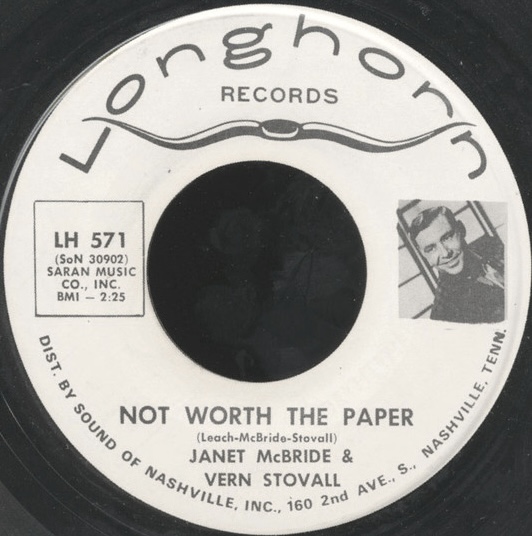 Longhorn
RECORDS
LH 571
(SoN 30902)
SARAN MUSIC
CO., INC.
BMI – 2:25
NOT WORTH THE PAPER
(Leach-McBride-Stovall)
JANET McBRIDE &
VERN STOVALL
DIST. BY SOUND OF NASHVILLE, INC., 160 2nd AVE., S., NASHVILLE, TENN.